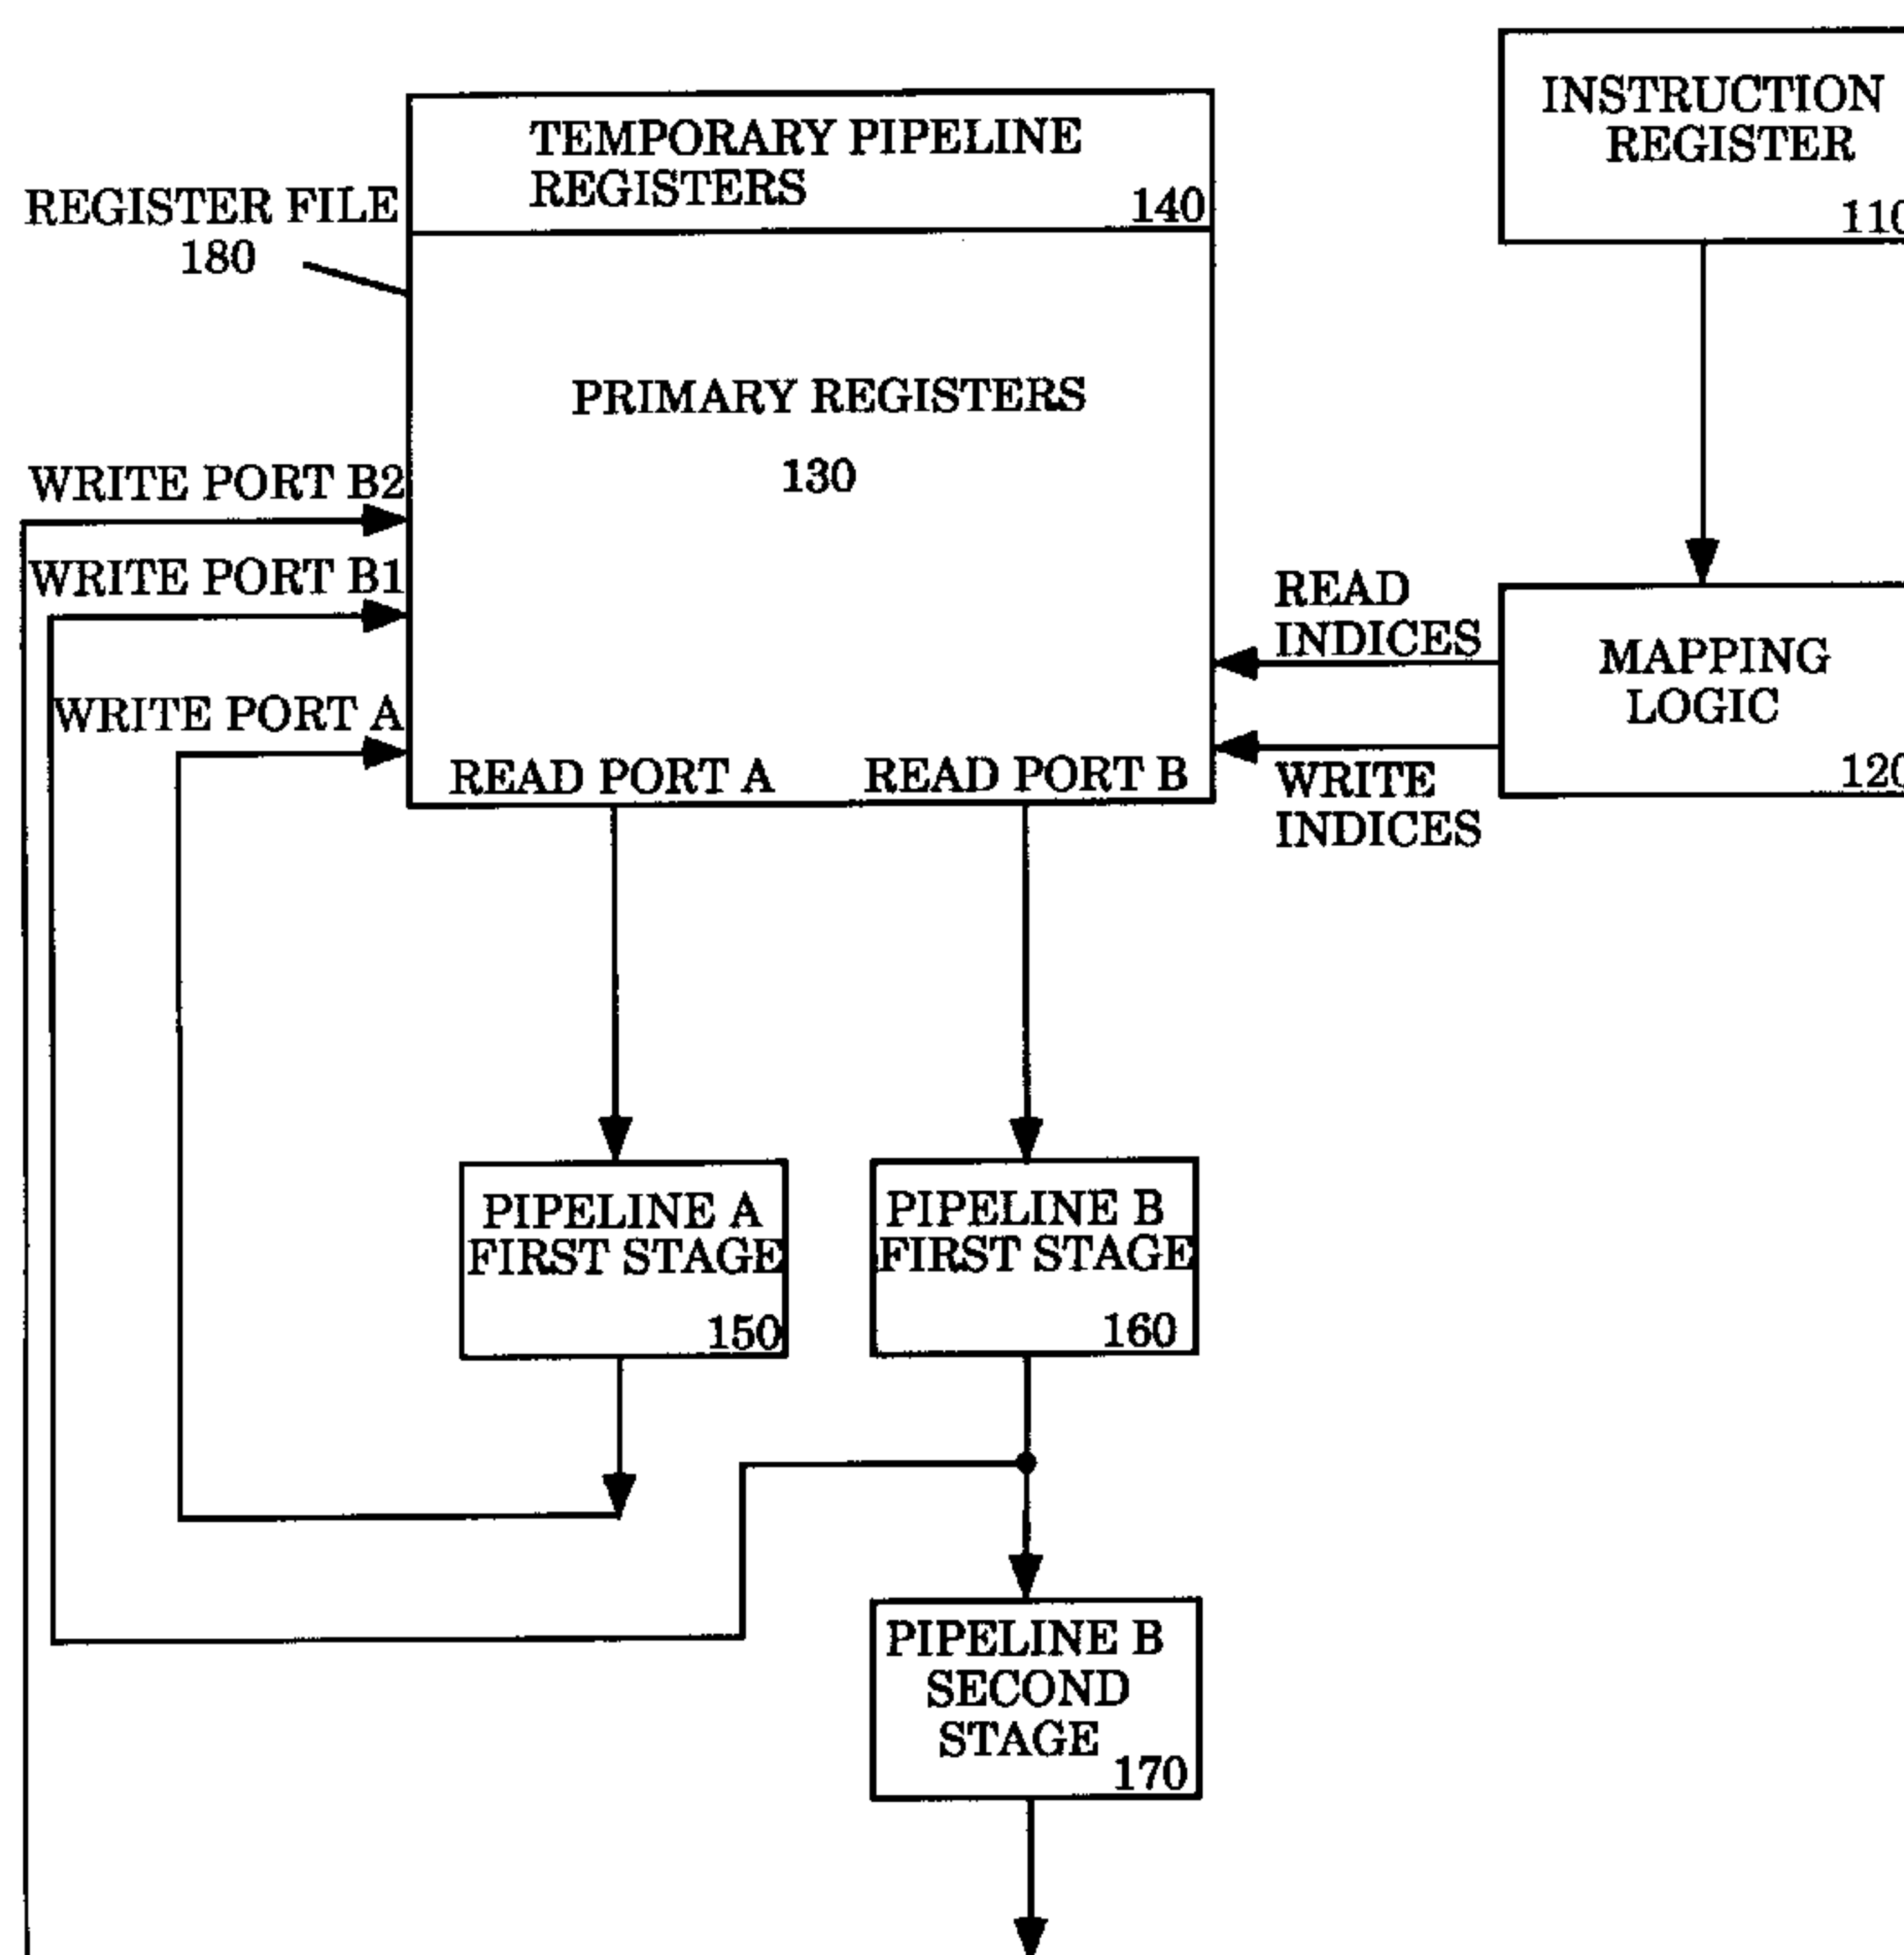 INSTRUCTION
REGISTER
110
TEMPORARY PIPELINE
REGISTERS
140
REGISTER FILE
180
PRIMARY REGISTERS
130
WRITE PORT B2
WRITE PORT B1
WRITE PORT A
READ PORT A
READ PORT B
READ
INDICES
WRITE
INDICES
MAPPING
LOGIC
120
PIPELINE A
FIRST STAGE
150
PIPELINE B
FIRST STAGE
160
PIPELINE B
SECOND
STAGE
170